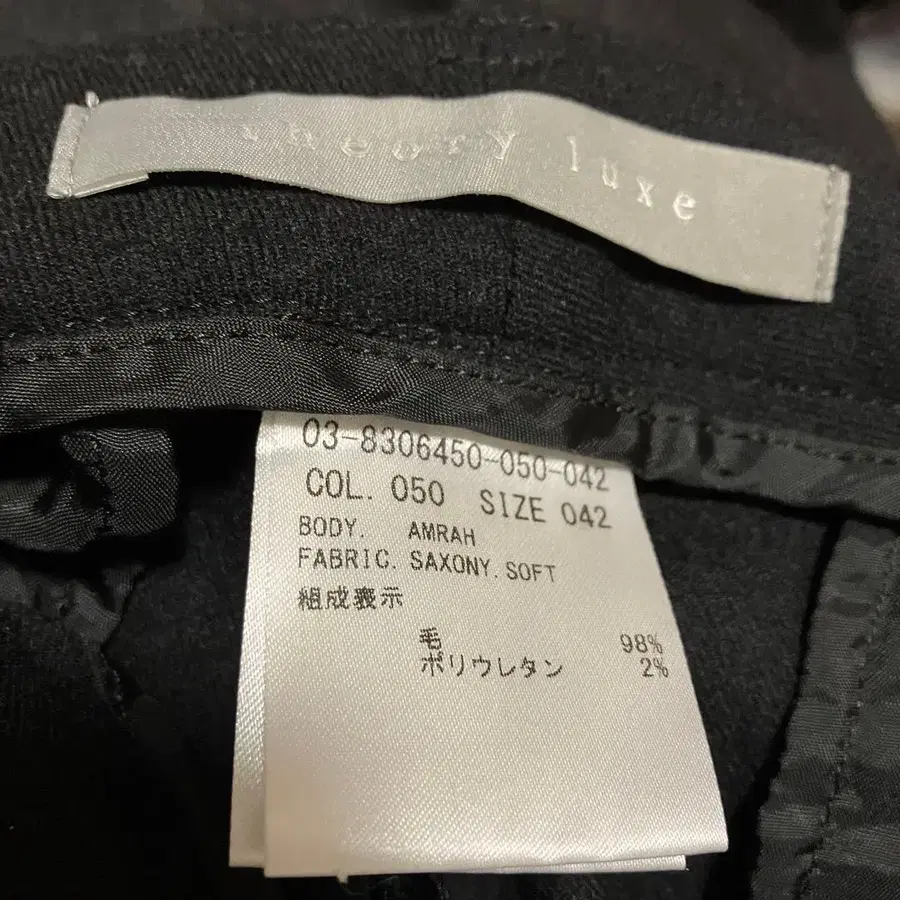 theory luxe
03-8306450-050-042
COL. 050 SIZE 042
BODY. AMRAH
FABRIC. SAXONY. SOFT
組成表示
毛 98%
ポリウレタン 2%